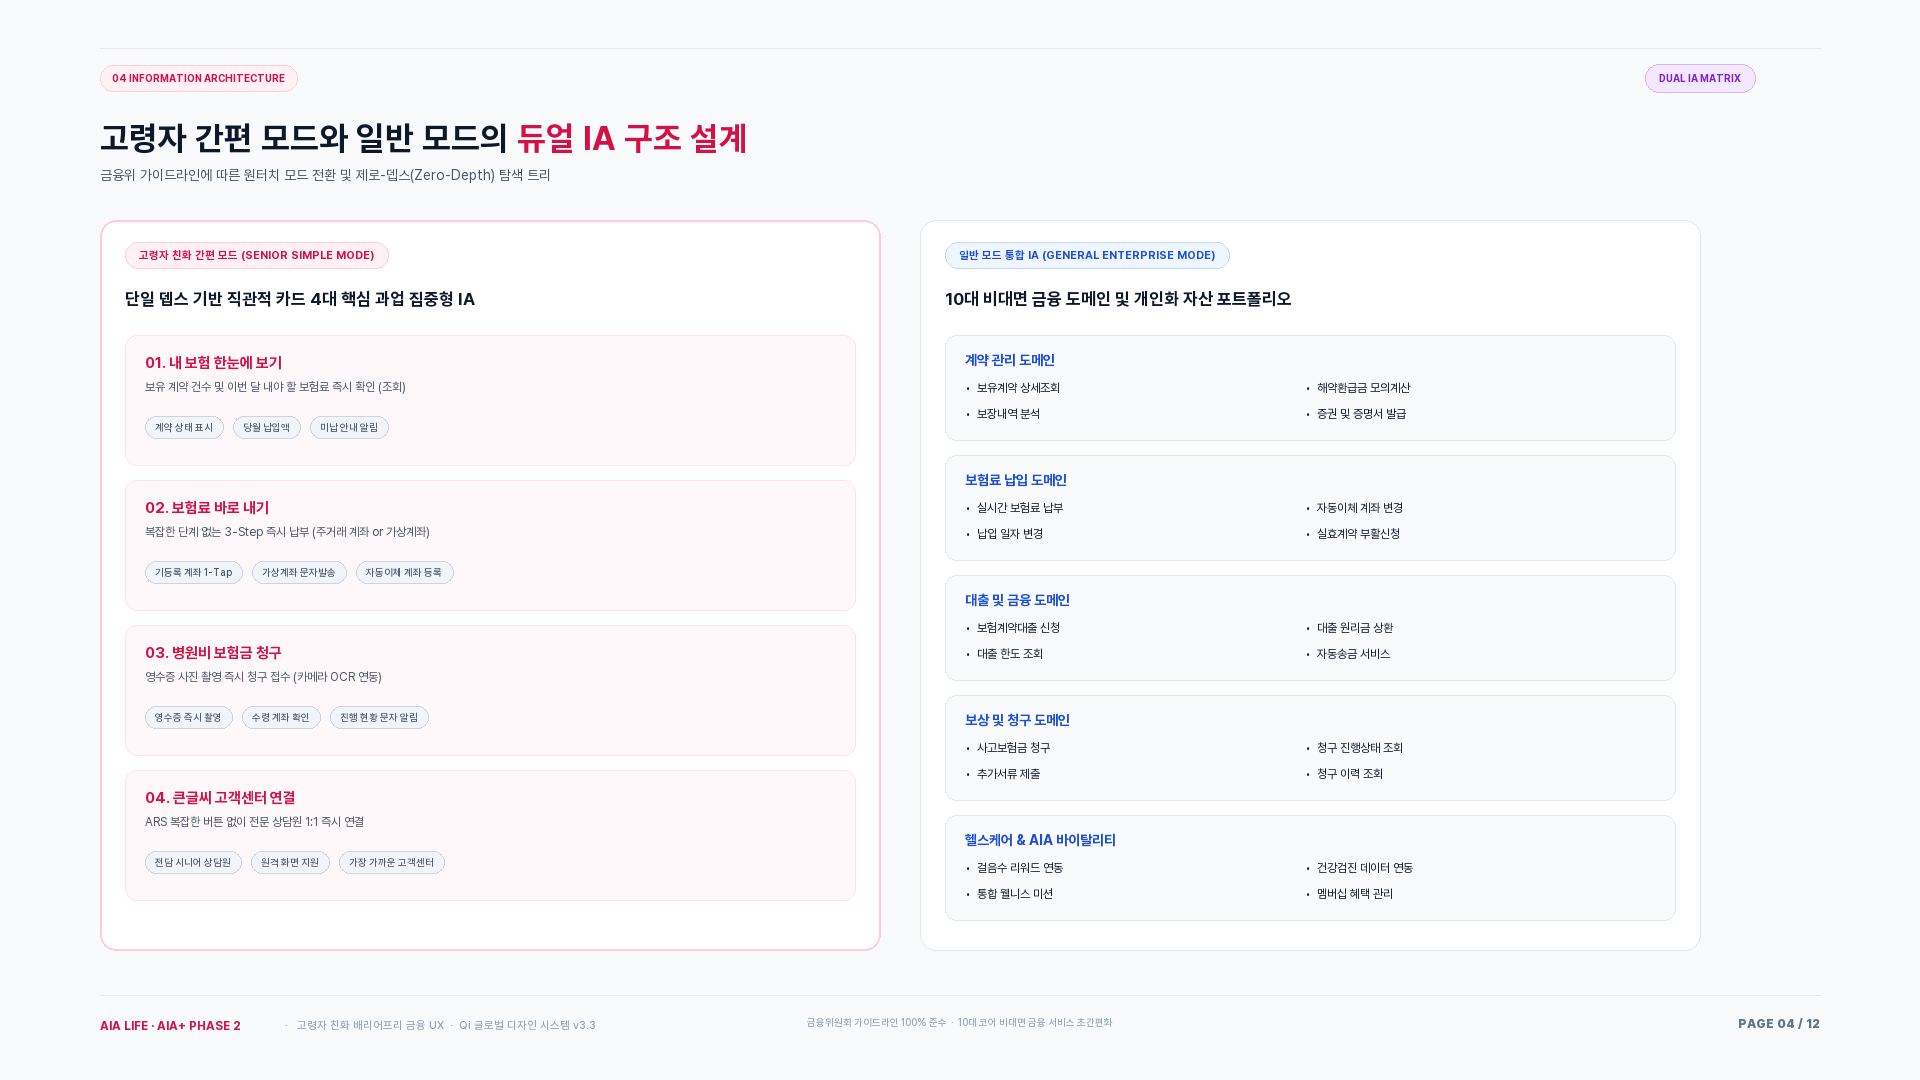 04 INFORMATION ARCHITECTURE
DUAL IA MATRIX
고령자 간편 모드와 일반 모드의 듀얼 IA 구조 설계
금융위 가이드라인에 따른 원터치 모드 전환 및 제로-뎁스(Zero-Depth) 탐색 트리
고령자 친화 간편 모드 (SENIOR SIMPLE MODE)
단일 뎁스 기반 직관적 카드 4대 핵심 과업 집중형 IA
01. 내 보험 한눈에 보기
보유 계약 건수 및 이번 달 내야 할 보험료 즉시 확인 (조회)
계약 상태 표시
당월 납입액
미납 안내 알림
02. 보험료 바로 내기
복잡한 단계 없는 3-Step 즉시 납부 (주거래 계좌 or 가상계좌)
기등록 계좌 1-Tap
가상계좌 문자발송
자동이체 계좌 등록
03. 병원비 보험금 청구
영수증 사진 촬영 즉시 청구 접수 (카메라 OCR 연동)
영수증 즉시 촬영
수령 계좌 확인
진행 현황 문자 알림
04. 큰글씨 고객센터 연결
ARS 복잡한 버튼 없이 전문 상담원 1:1 즉시 연결
전담 시니어 상담원
원격 화면 지원
가장 가까운 고객센터
일반 모드 통합 IA (GENERAL ENTERPRISE MODE)
10대 비대면 금융 도메인 및 개인화 자산 포트폴리오
계약 관리 도메인
• 보유계약 상세조회
• 해약환급금 모의계산
• 보장내역 분석
• 증권 및 증명서 발급
보험료 납입 도메인
• 실시간 보험료 납부
• 자동이체 계좌 변경
• 납입 일자 변경
• 실효계약 부활신청
대출 및 금융 도메인
• 보험계약대출 신청
• 대출 원리금 상환
• 대출 한도 조회
• 자동송금 서비스
보상 및 청구 도메인
• 사고보험금 청구
• 청구 진행상태 조회
• 추가서류 제출
• 청구 이력 조회
헬스케어 & AIA 바이탈리티
• 걸음수 리워드 연동
• 건강검진 데이터 연동
• 통합 웰니스 미션
• 멤버십 혜택 관리
AIA LIFE · AIA+ PHASE 2 · 고령자 친화 배리어프리 금융 UX · Qi 글로벌 디자인 시스템 v3.3
금융위원회 가이드라인 100% 준수 · 10대 코어 비대면 금융 서비스 초간편화
PAGE 04 / 12